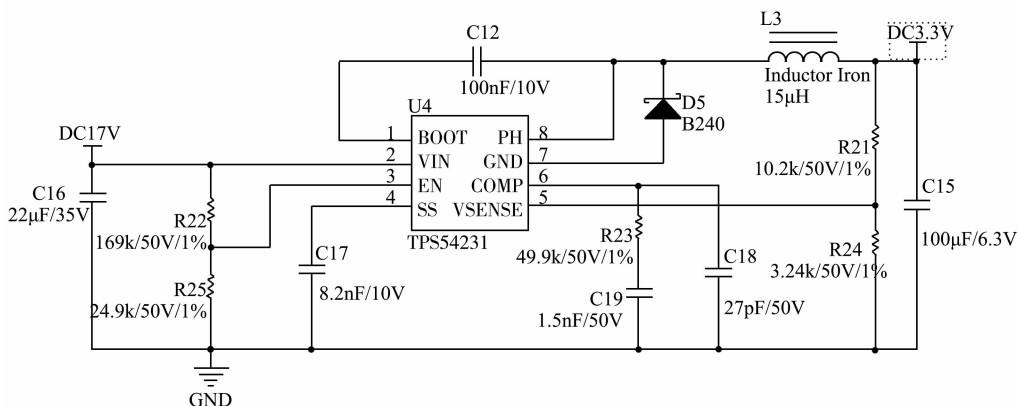 L3
DC3.3V
C12
100nF/10V
Inductor Iron
15μH
U4
D5
B240
DC17V
1 BOOT PH 8
2 VIN GND 7
3 EN COMP 6
4 SS VSENSE 5
TPS54231
R21
10.2k/50V/1%
C16
22μF/35V
R22
169k/50V/1%
C15
100μF/6.3V
R23
49.9k/50V/1%
R24
3.24k/50V/1%
C17
8.2nF/10V
C18
27pF/50V
R25
24.9k/50V/1%
C19
1.5nF/50V
GND